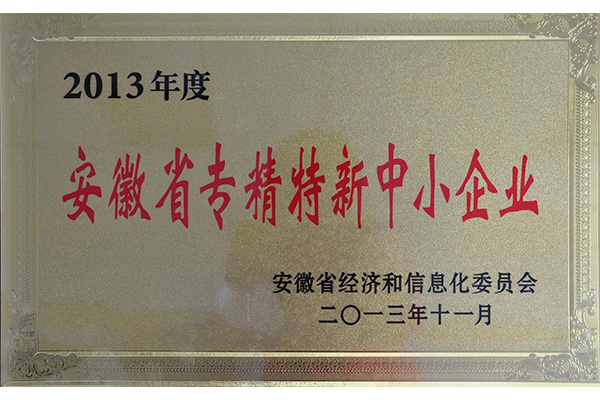 2013年度
安徽省专精特新中小企业
安徽省经济和信息化委员会
二〇一三年十一月